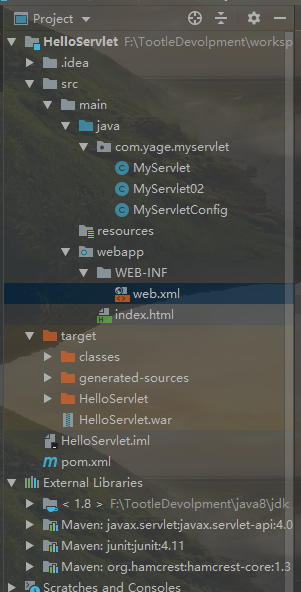 Project
HelloServlet F:\TootleDevolpment\worksp
.idea
src
main
java
com.yage.myservlet
MyServlet
MyServlet02
MyServletConfig
resources
webapp
WEB-INF
web.xml
index.html
target
classes
generated-sources
HelloServlet
HelloServlet.war
HelloServlet.iml
pom.xml
External Libraries
< 1.8 > F:\TootleDevolpment\java8\jdk
Maven: javax.servlet:javax.servlet-api:4.0
Maven: junit:junit:4.11
Maven: org.hamcrest:hamcrest-core:1.3
Scratches and Consoles